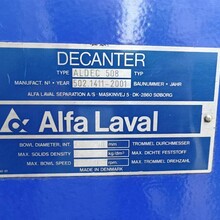 DECANTER
TYPE ALDEC 508 TYP
MANUFACT. Nº • YEAR 502.1411-2001 BAUNUMMER • JAHR
ALFA LAVAL SEPARATION A/S MASKINVEJ 5 DK-2860 SØBORG
Alfa Laval
BOWL DIAMETER, INT. mm TROMMEL DURCHMESSER
MAX. SOLIDS DENSITY kg/dm³ MAX. DICHTE FESTSTOFF
MAX. BOWL SPEED rpm MAX. TROMMEL DREHZAHL
MADE IN DENMARK